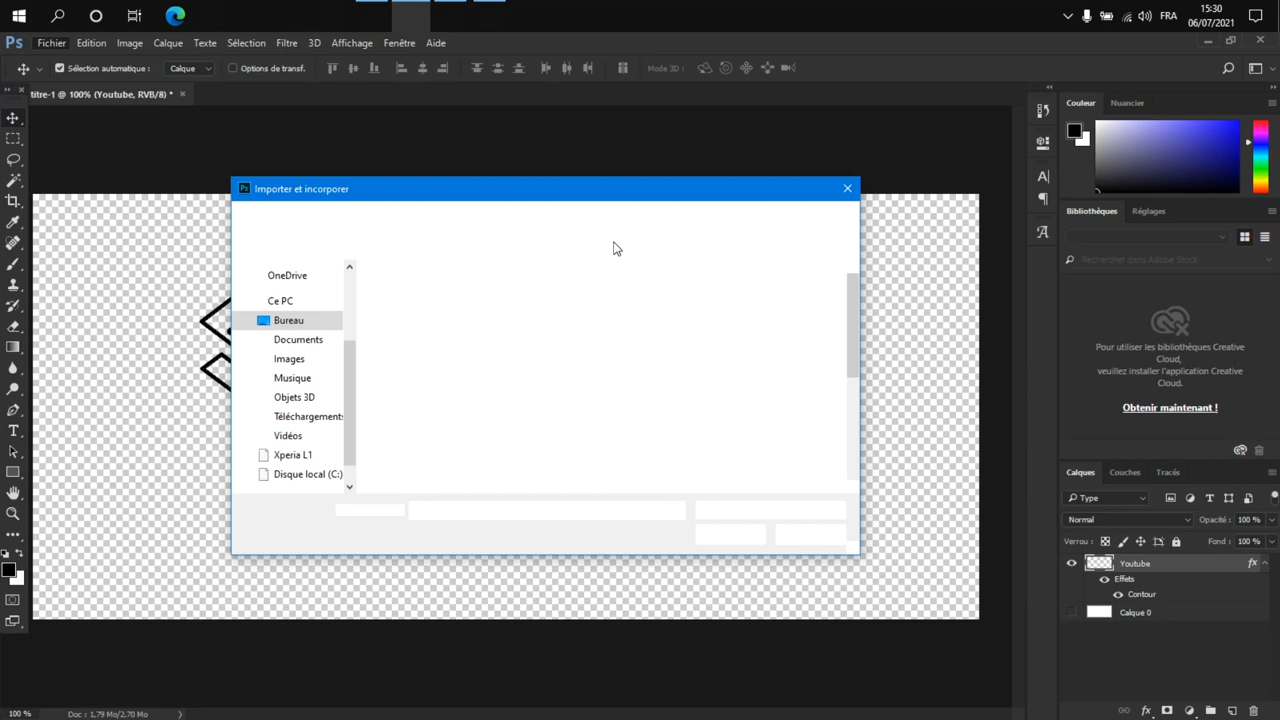 FRA
15:30
06/07/2021
Ps
Fichier Edition Image Calque Texte Sélection Filtre 3D Affichage Fenêtre Aide
Sélection automatique : Calque Options de transf. Mode 3D :
titre-1 @ 100% (Youtube, RVB/8) * ×
Couleur Nuancier
Ps Importer et incorporer
OneDrive
Ce PC
Bureau
Documents
Images
Musique
Objets 3D
Téléchargements
Vidéos
Xperia L1
Disque local (C:)
Bibliothèques Réglages
Rechercher dans Adobe Stock
Pour utiliser les bibliothèques Creative
Cloud,
veuillez installer l'application Creative
Cloud.
Obtenir maintenant !
Calques Couches Tracés
Type
Normal Opacité : 100 %
Verrou : Fond : 100 %
Youtube fx
Effets
Contour
Calque 0
100 % Doc : 1,79 Mo/2,70 Mo
fx